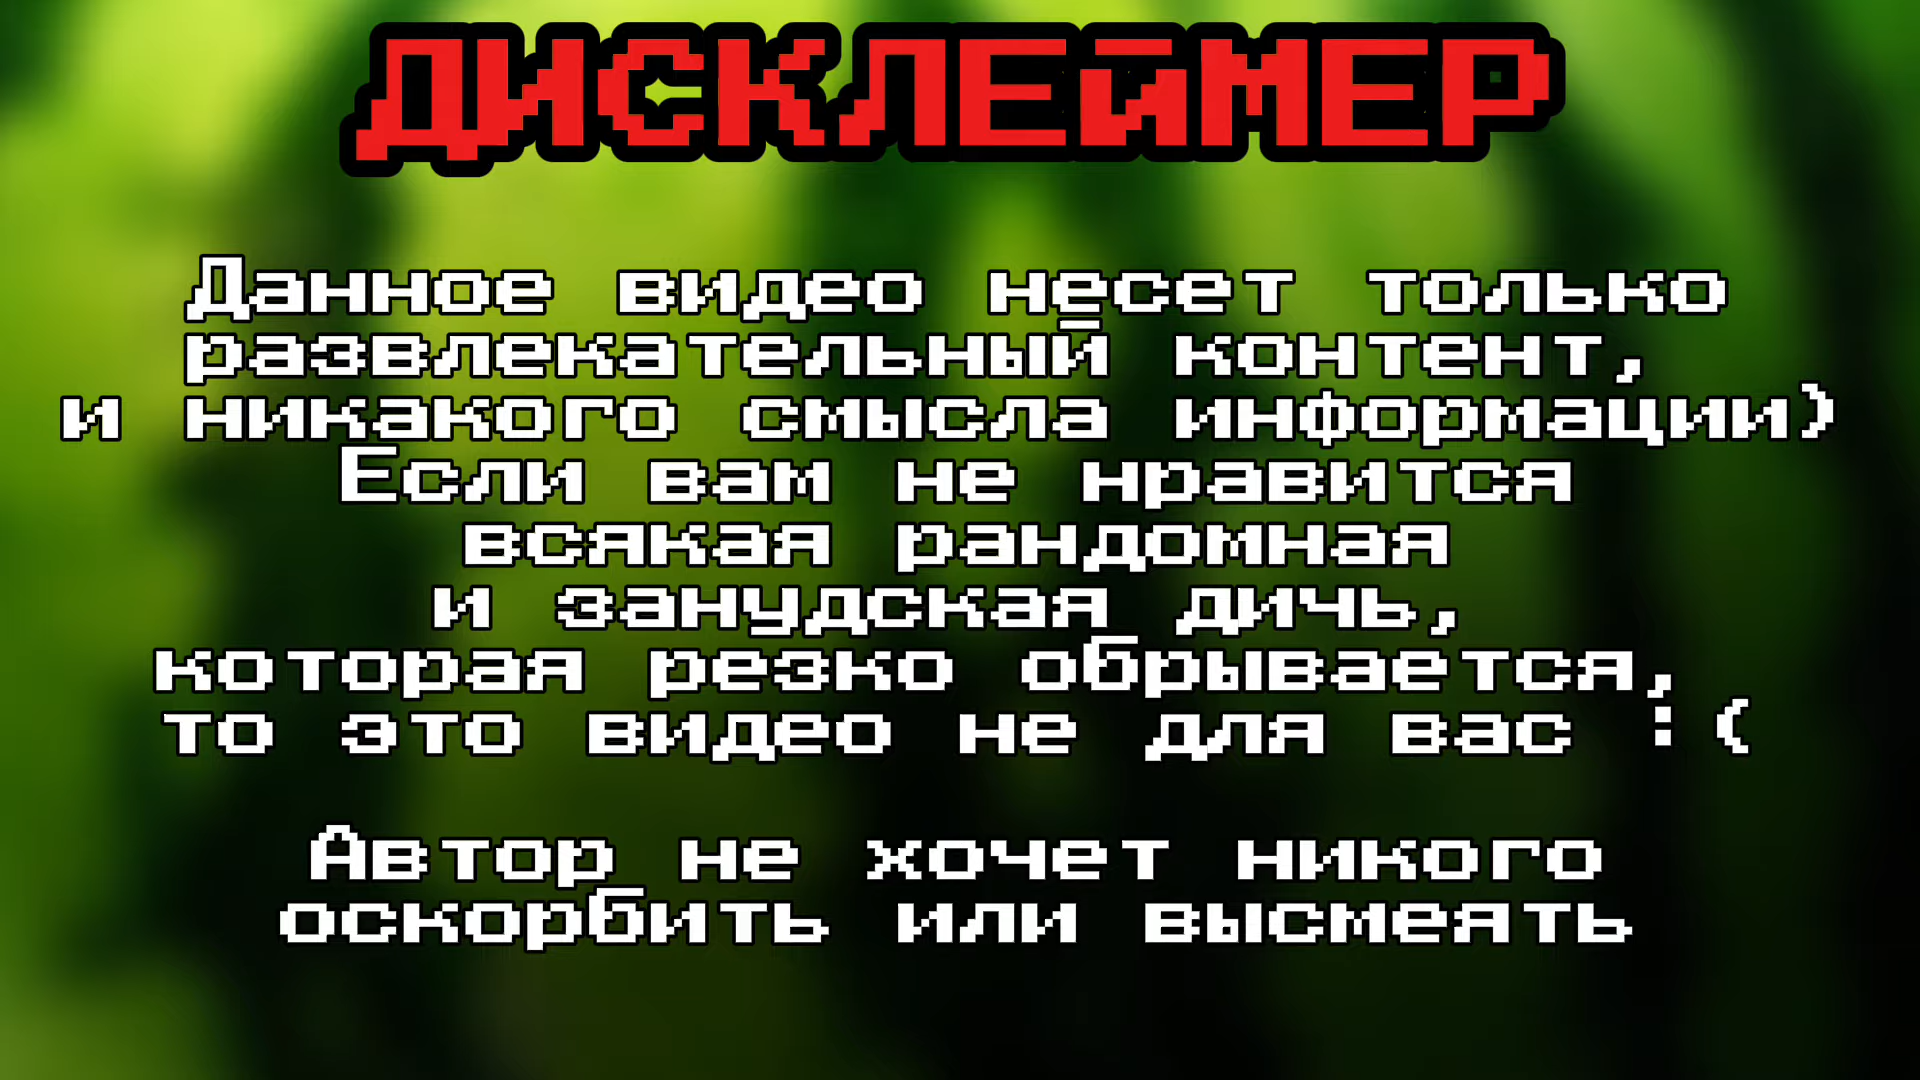 ДИСКЛЕЙМЕР
Данное видео несет только
развлекательный контент,
и никакого смысла информации)
Если вам не нравится
всякая рандомная
и занудская дичь,
которая резко обрывается,
то это видео не для вас :(
Автор не хочет никого
оскорбить или высмеять